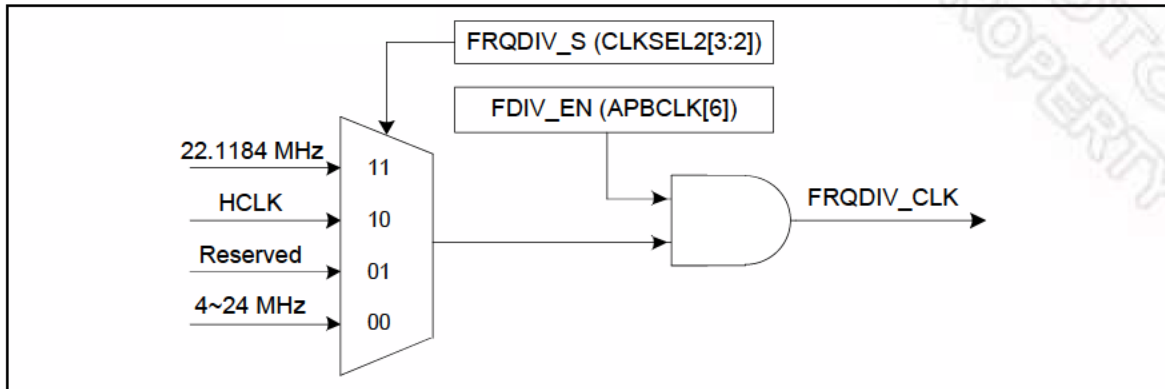 FRQDIV_S (CLKSEL2[3:2])
FDIV_EN (APBCLK[6])
22.1184 MHz
11
HCLK
10
Reserved
01
4~24 MHz
00
FRQDIV_CLK
PROPERTY